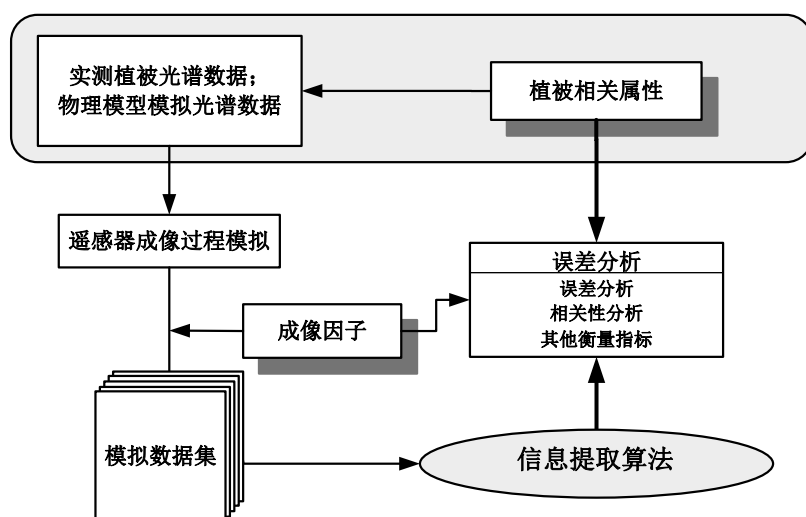 实测植被光谱数据；
物理模型模拟光谱数据
植被相关属性
遥感器成像过程模拟
误差分析
误差分析
相关性分析
其他衡量指标
成像因子
模拟数据集
信息提取算法